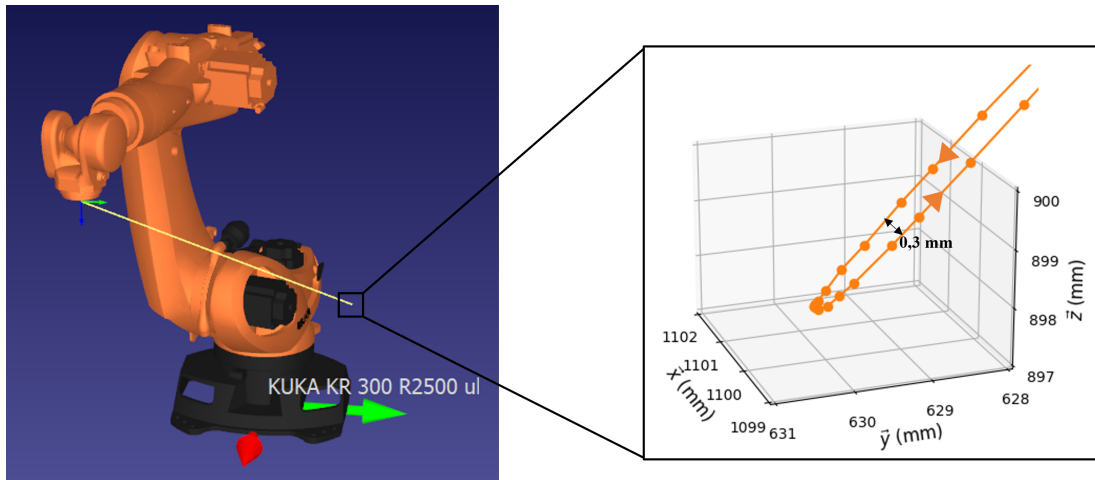 KUKA KR 300 R2500 ul
0,3 mm
900
899
898
897
z⃗ (mm)
1102
1101
1100
1099
x⃗ (mm)
631
630
629
628
y⃗ (mm)